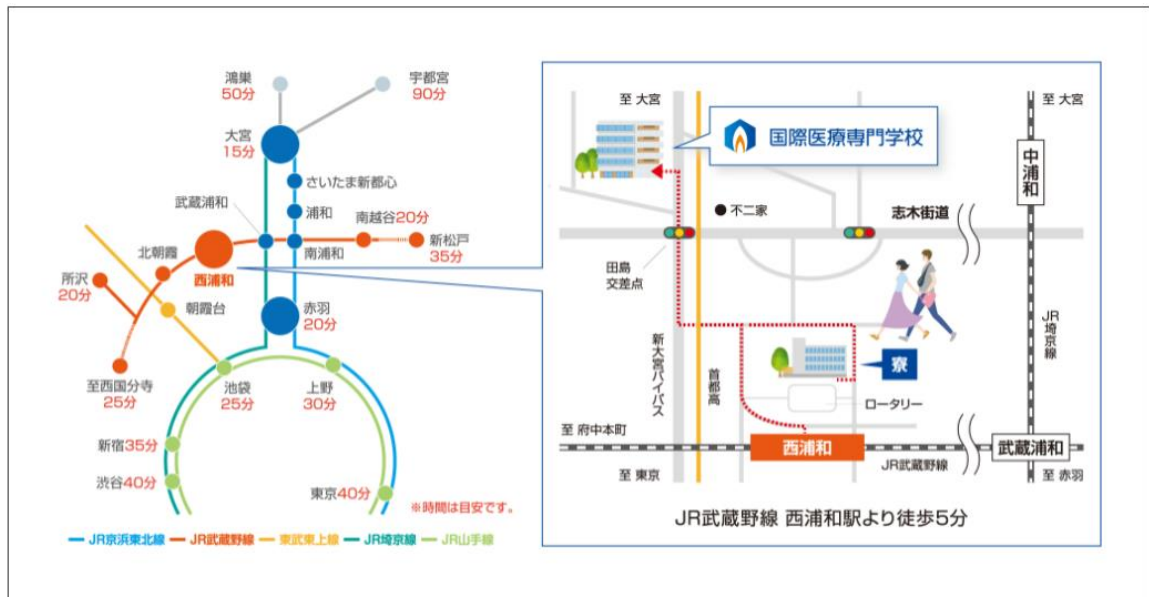 鴻巣
50分
宇都宮
90分
大宮
15分
さいたま新都心
武蔵浦和
浦和
南越谷20分
北朝霞
西浦和
南浦和
新松戸
35分
所沢
20分
朝霞台
赤羽
20分
至西国分寺
25分
池袋
25分
上野
30分
新宿35分
渋谷40分
東京40分
※時間は目安です。
JR京浜東北線
JR武蔵野線
東武東上線
JR埼京線
JR山手線
至 大宮
国際医療専門学校
至 大宮
中浦和
不二家
志木街道
田島
交差点
新大宮バイパス
首都高
寮
JR埼京線
ロータリー
至 府中本町
西浦和
武蔵浦和
JR武蔵野線
至 東京
至 赤羽
JR武蔵野線 西浦和駅より徒歩5分